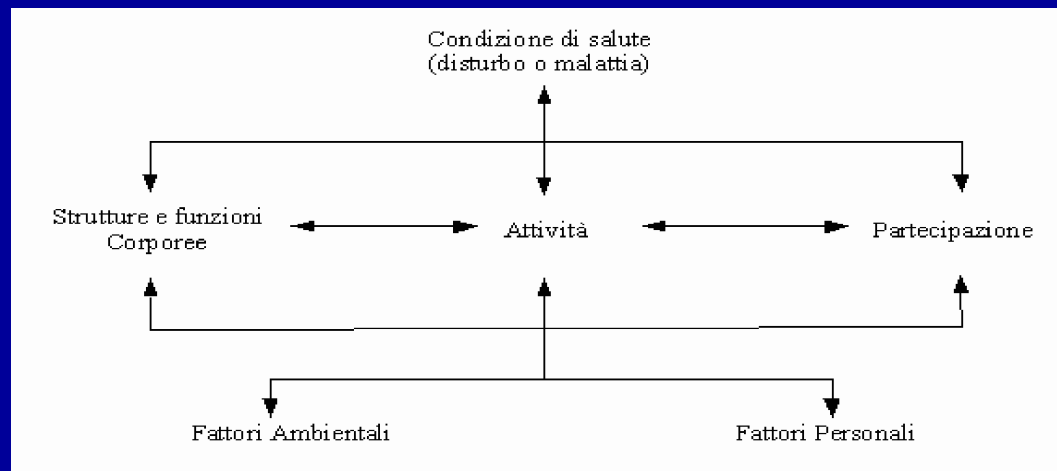 Condizione di salute
(disturbo o malattia)
Strutture e funzioni
Corporee
Attività
Partecipazione
Fattori Ambientali
Fattori Personali